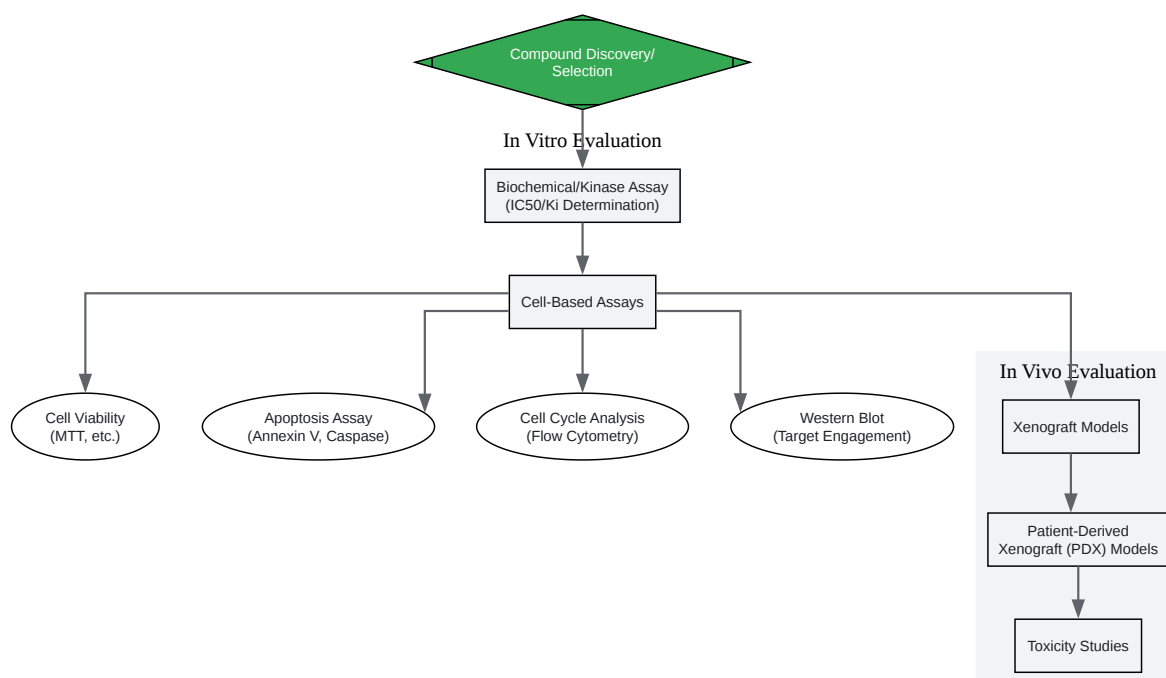 Compound Discovery/
Selection
In Vitro Evaluation
Biochemical/Kinase Assay
(IC50/Ki Determination)
Cell-Based Assays
In Vivo Evaluation
Cell Viability
(MTT, etc.)
Apoptosis Assay
(Annexin V, Caspase)
Cell Cycle Analysis
(Flow Cytometry)
Western Blot
(Target Engagement)
Xenograft Models
Patient-Derived
Xenograft (PDX) Models
Toxicity Studies